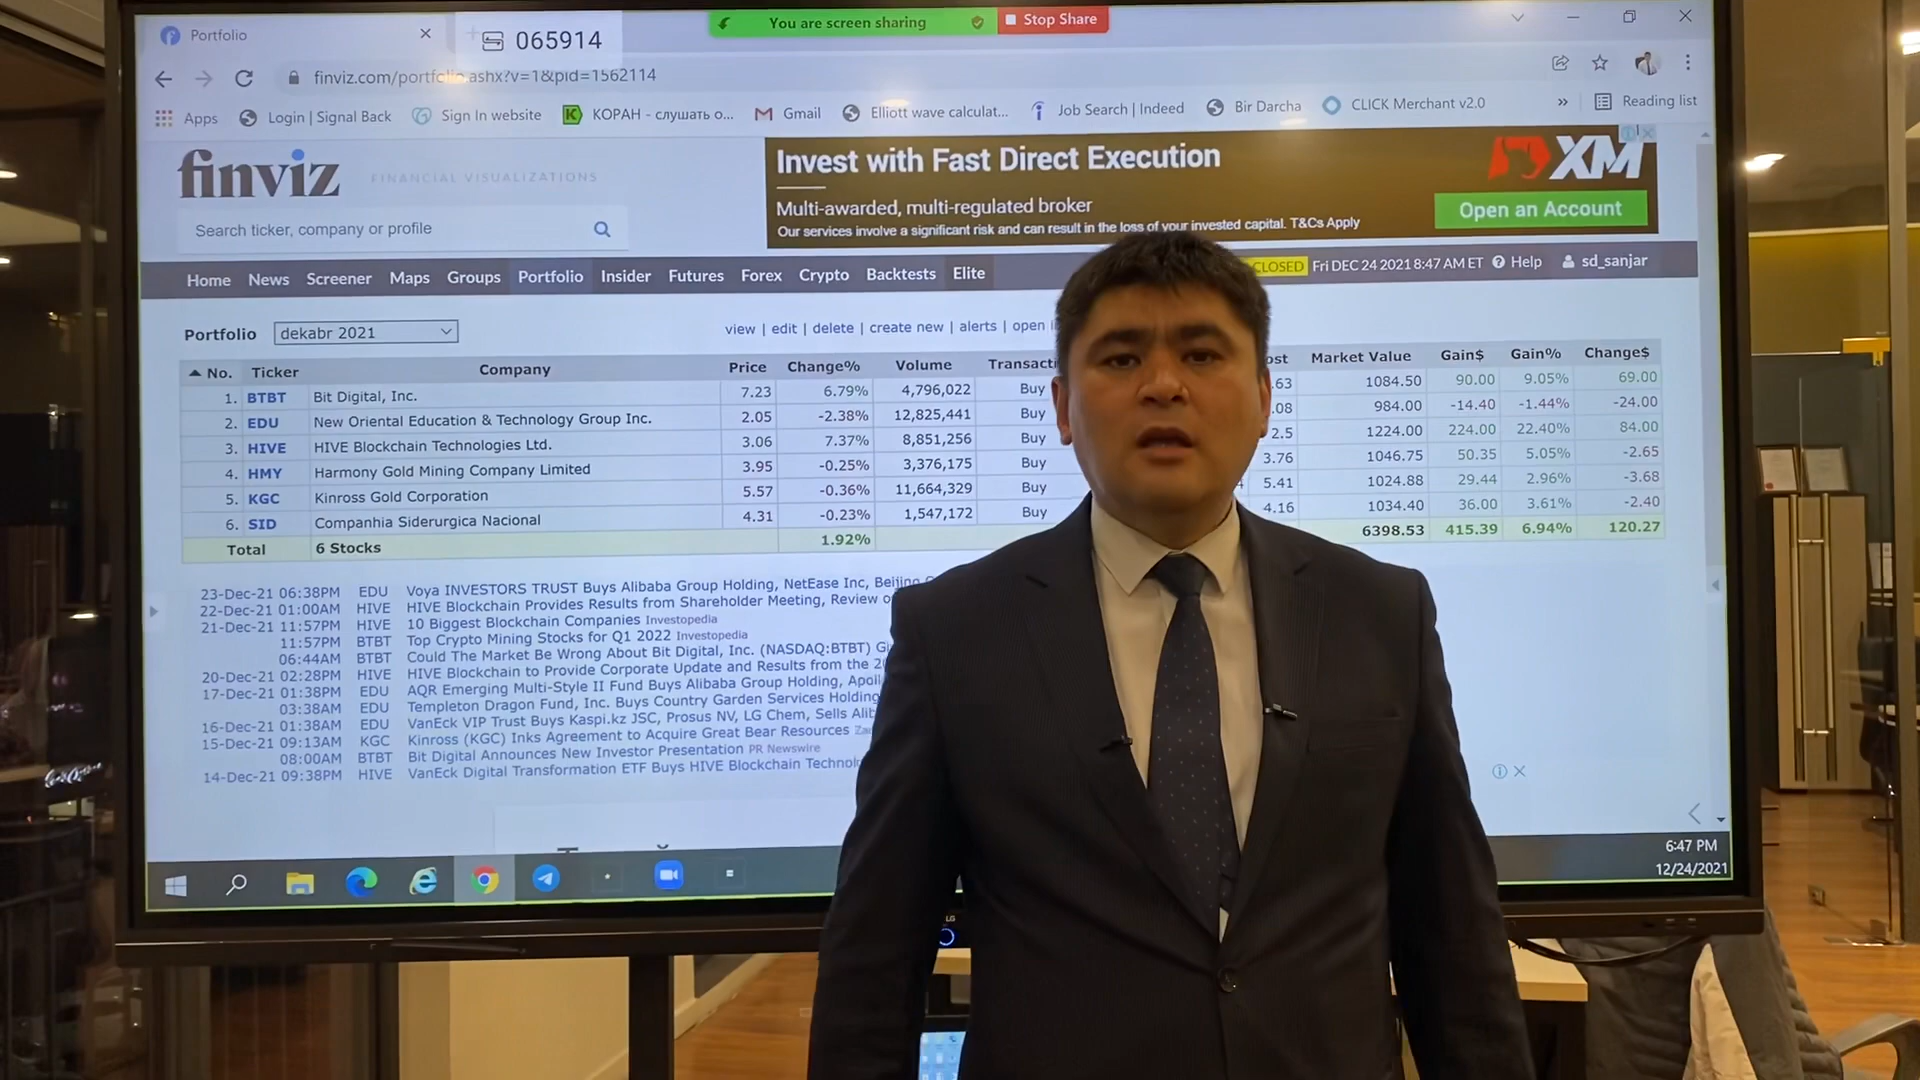 Portfolio
065914
You are screen sharing
Stop Share
finviz.com/portfolio.ashx?v=1&pid=1562114
Apps Login | Signal Back Sign In website КОРАН - слушать о... Gmail Elliott wave calculat... Job Search | Indeed Bir Darcha CLICK Merchant v2.0 » Reading list
finviz FINANCIAL VISUALIZATIONS
Search ticker, company or profile
Invest with Fast Direct Execution
Multi-awarded, multi-regulated broker
Our services involve a significant risk and can result in the loss of your invested capital. T&Cs Apply
XM
Open an Account
Home News Screener Maps Groups Portfolio Insider Futures Forex Crypto Backtests Elite CLOSED Fri DEC 24 2021 8:47 AM ET Help sd_sanjar
Portfolio dekabr 2021 view | edit | delete | create new | alerts | open
No. Ticker Company Price Change% Volume Transacti ost Market Value Gain$ Gain% Change$
1. BTBT Bit Digital, Inc. 7.23 6.79% 4,796,022 Buy .63 1084.50 90.00 9.05% 69.00
2. EDU New Oriental Education & Technology Group Inc. 2.05 -2.38% 12,825,441 Buy .08 984.00 -14.40 -1.44% -24.00
3. HIVE HIVE Blockchain Technologies Ltd. 3.06 7.37% 8,851,256 Buy 2.5 1224.00 224.00 22.40% 84.00
4. HMY Harmony Gold Mining Company Limited 3.95 -0.25% 3,376,175 Buy 3.76 1046.75 50.35 5.05% -2.65
5. KGC Kinross Gold Corporation 5.57 -0.36% 11,664,329 Buy 5.41 1024.88 29.44 2.96% -3.68
6. SID Companhia Siderurgica Nacional 4.31 -0.23% 1,547,172 Buy 4.16 1034.40 36.00 3.61% -2.40
Total 6 Stocks 1.92% 6398.53 415.39 6.94% 120.27
23-Dec-21 06:38PM EDU Voya INVESTORS TRUST Buys Alibaba Group Holding, NetEase Inc, Beijing
22-Dec-21 01:00AM HIVE HIVE Blockchain Provides Results from Shareholder Meeting, Review
21-Dec-21 11:57PM HIVE 10 Biggest Blockchain Companies Investopedia
11:57PM BTBT Top Crypto Mining Stocks for Q1 2022 Investopedia
06:44AM BTBT Could The Market Be Wrong About Bit Digital, Inc. (NASDAQ:BTBT)
20-Dec-21 02:28PM HIVE HIVE Blockchain to Provide Corporate Update and Results from the
17-Dec-21 01:38PM EDU AQR Emerging Multi-Style II Fund Buys Alibaba Group Holding,
03:38AM EDU Templeton Dragon Fund, Inc. Buys Country Garden Services Holding
16-Dec-21 01:38AM EDU VanEck VIP Trust Buys Kaspi.kz JSC, Prosus NV, LG Chem, Sells
15-Dec-21 09:13AM KGC Kinross (KGC) Inks Agreement to Acquire Great Bear Resources
08:00AM BTBT Bit Digital Announces New Investor Presentation PR Newswire
14-Dec-21 09:38PM HIVE VanEck Digital Transformation ETF Buys HIVE Blockchain
6:47 PM
12/24/2021
LG